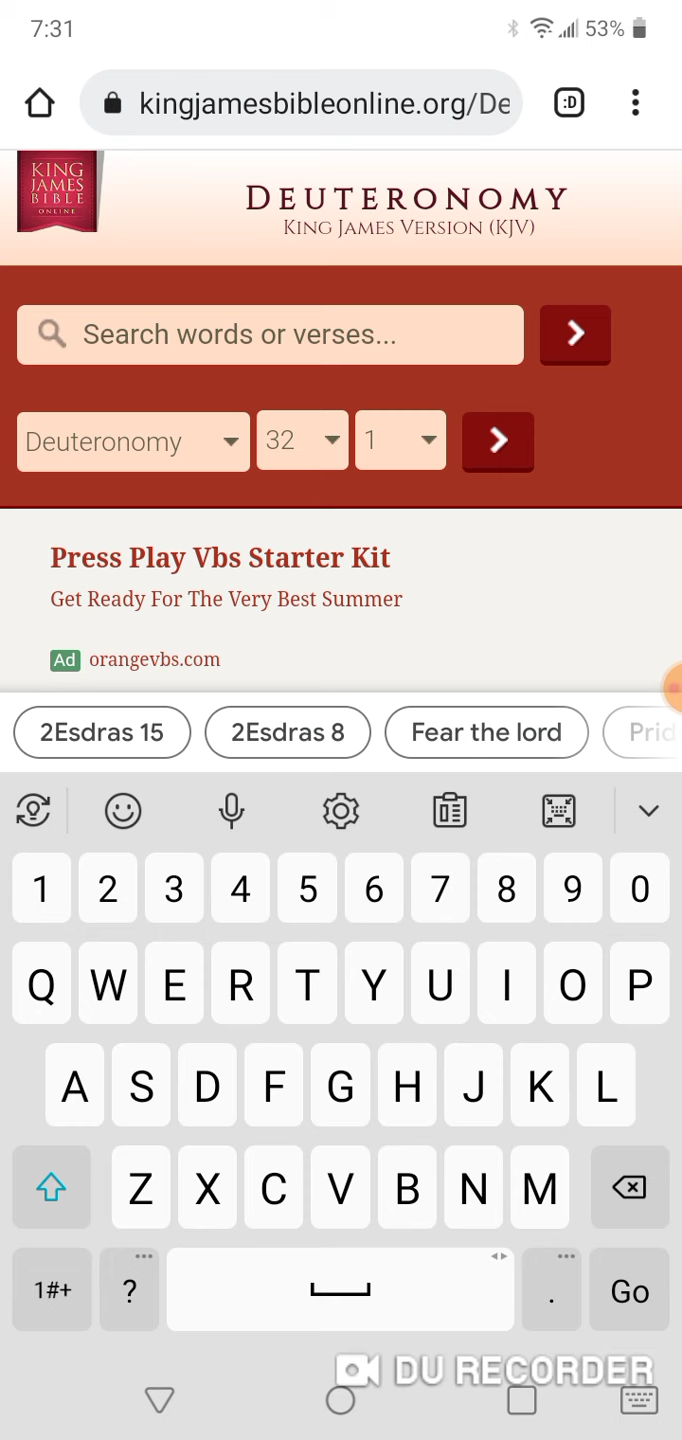 7:31
53%
kingjamesbibleonline.org/De
:D
KING
JAMES
BIBLE
ONLINE
DEUTERONOMY
KING JAMES VERSION (KJV)
Search words or verses...
Deuteronomy 32 1
Press Play Vbs Starter Kit
Get Ready For The Very Best Summer
Ad orangevbs.com
2Esdras 15 2Esdras 8 Fear the lord Prid
1 2 3 4 5 6 7 8 9 0
Q W E R T Y U I O P
A S D F G H J K L
Z X C V B N M
1#+ ? . Go
DU RECORDER